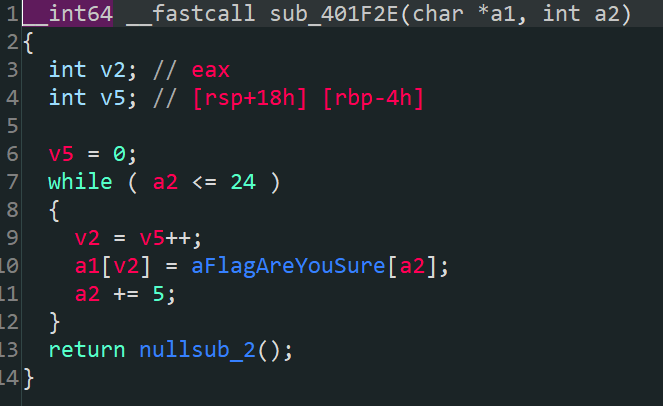 1 __int64 __fastcall sub_401F2E(char *a1, int a2)
2 {
3 int v2; // eax
4 int v5; // [rsp+18h] [rbp-4h]
5
6 v5 = 0;
7 while ( a2 <= 24 )
8 {
9 v2 = v5++;
10 a1[v2] = aFlagAreYouSure[a2];
11 a2 += 5;
12 }
13 return nullsub_2();
14 }